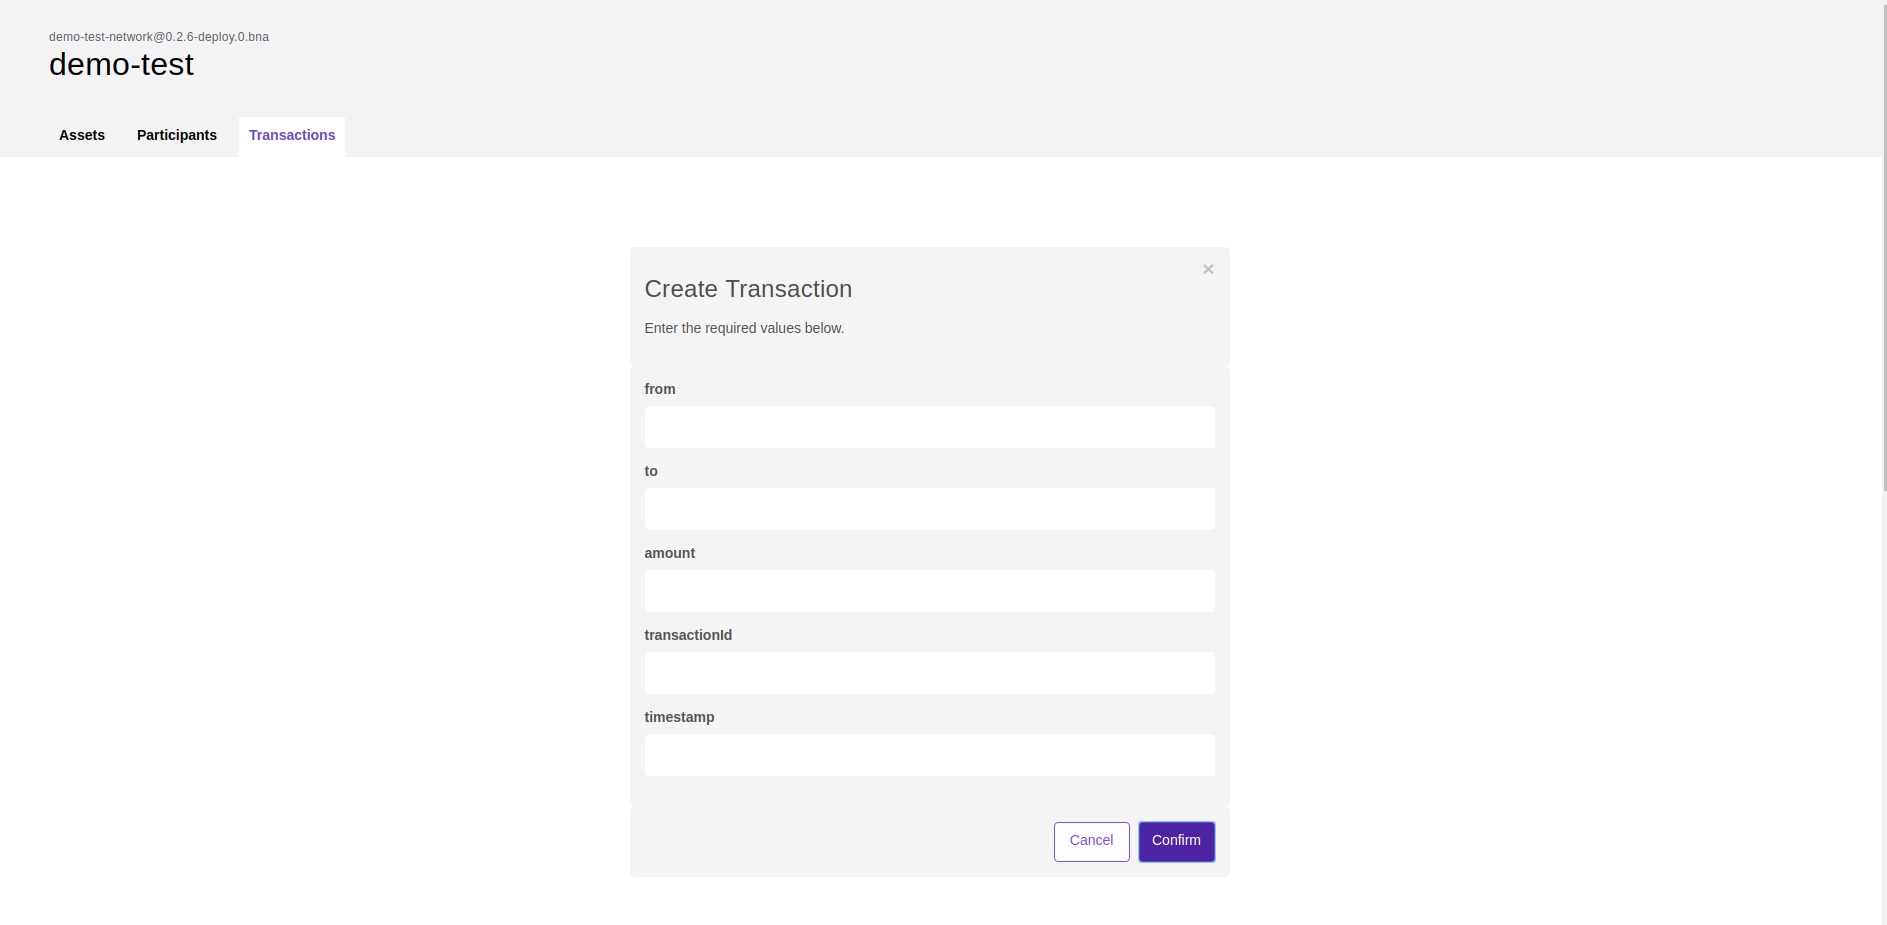 demo-test-network@0.2.6-deploy.0.bna
demo-test
Assets Participants Transactions
×
Create Transaction
Enter the required values below.
from
to
amount
transactionId
timestamp
Cancel Confirm